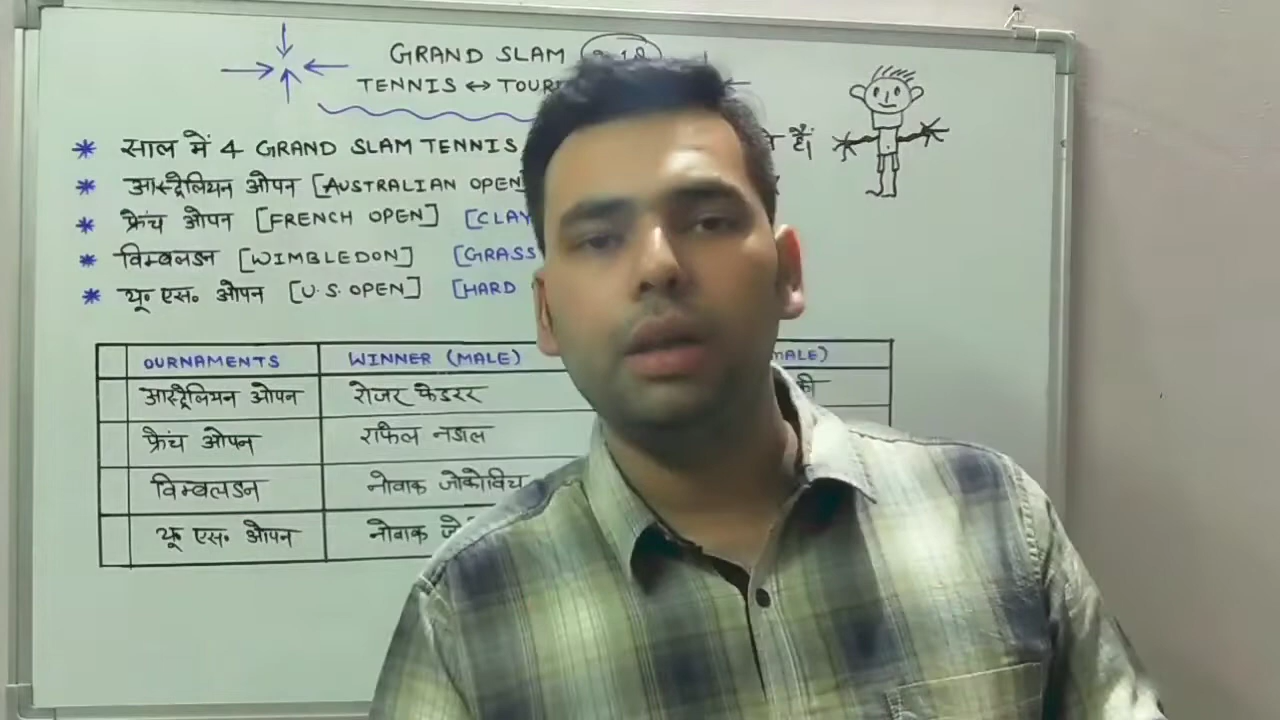 GRAND SLAM
TENNIS ↔ TOUR
* साल में 4 GRAND SLAM TENNIS हैं।
* आस्ट्रेलियन ओपन [AUSTRALIAN OPEN
* फ्रैंच ओपन [FRENCH OPEN] [CLAY
* विम्बलडन [WIMBLEDON] [GRASS
* यू॰ एस॰ ओपन [U.S. OPEN] [HARD
OURNAMENTS WINNER (MALE) MALE)
आस्ट्रैलियन ओपन रोजर फेडरर की
फ्रैंच ओपन राफेल नडाल
विम्बलडन नोवाक जोकोविच
यू एस॰ ओपन नोवाक जो